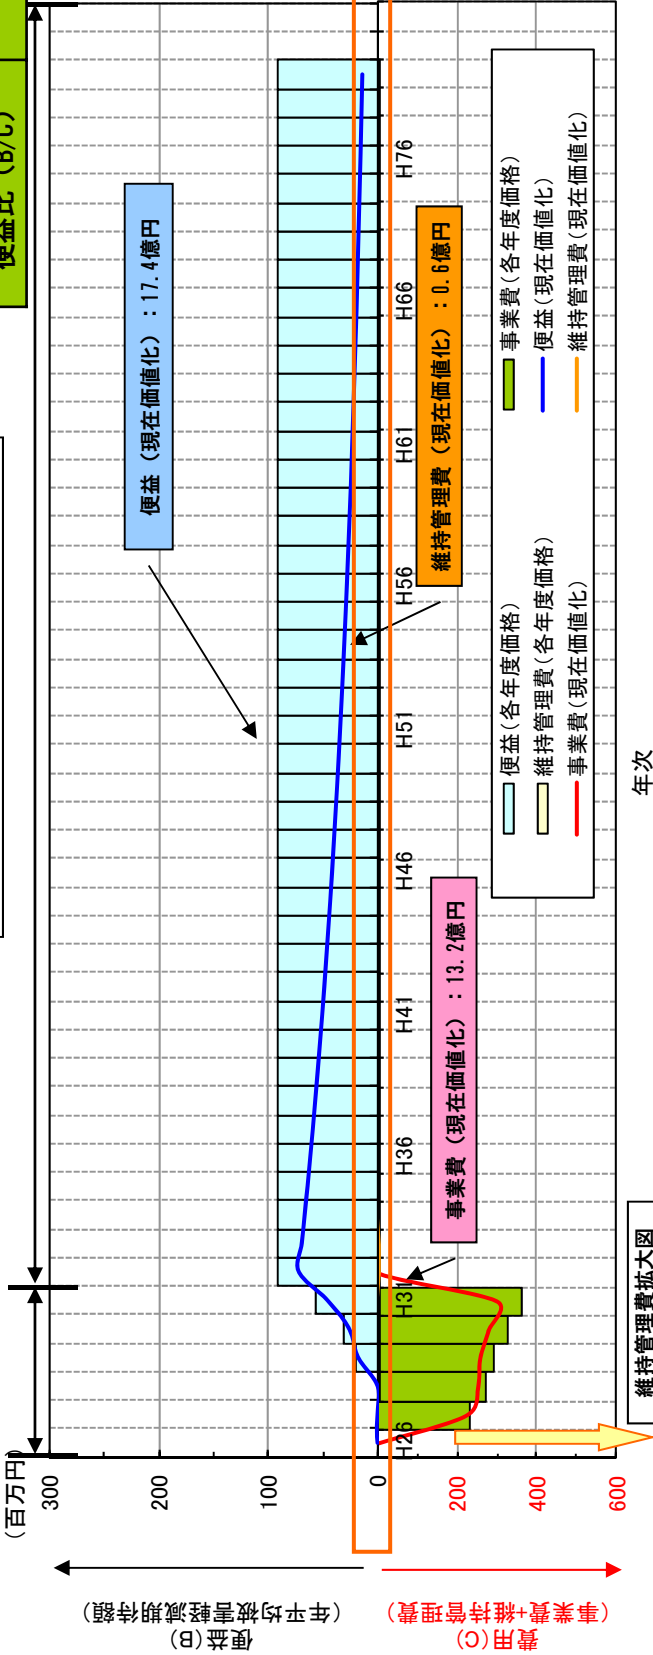 便益比 (B/C)
(百万円)
便益 (現在価値化) : 17.4億円
維持管理費 (現在価値化) : 0.6億円
事業費 (現在価値化) : 13.2億円
300
200
100
0
200
400
600
便益(B)
(年平均被害軽減期待額)
費用(C)
(事業費+維持管理費)
H26
H31
H36
H41
H46
H51
H56
H61
H66
H76
年次
便益(各年度価格)
事業費(各年度価格)
維持管理費(各年度価格)
便益(現在価値化)
事業費(現在価値化)
維持管理費(現在価値化)
維持管理費拡大図